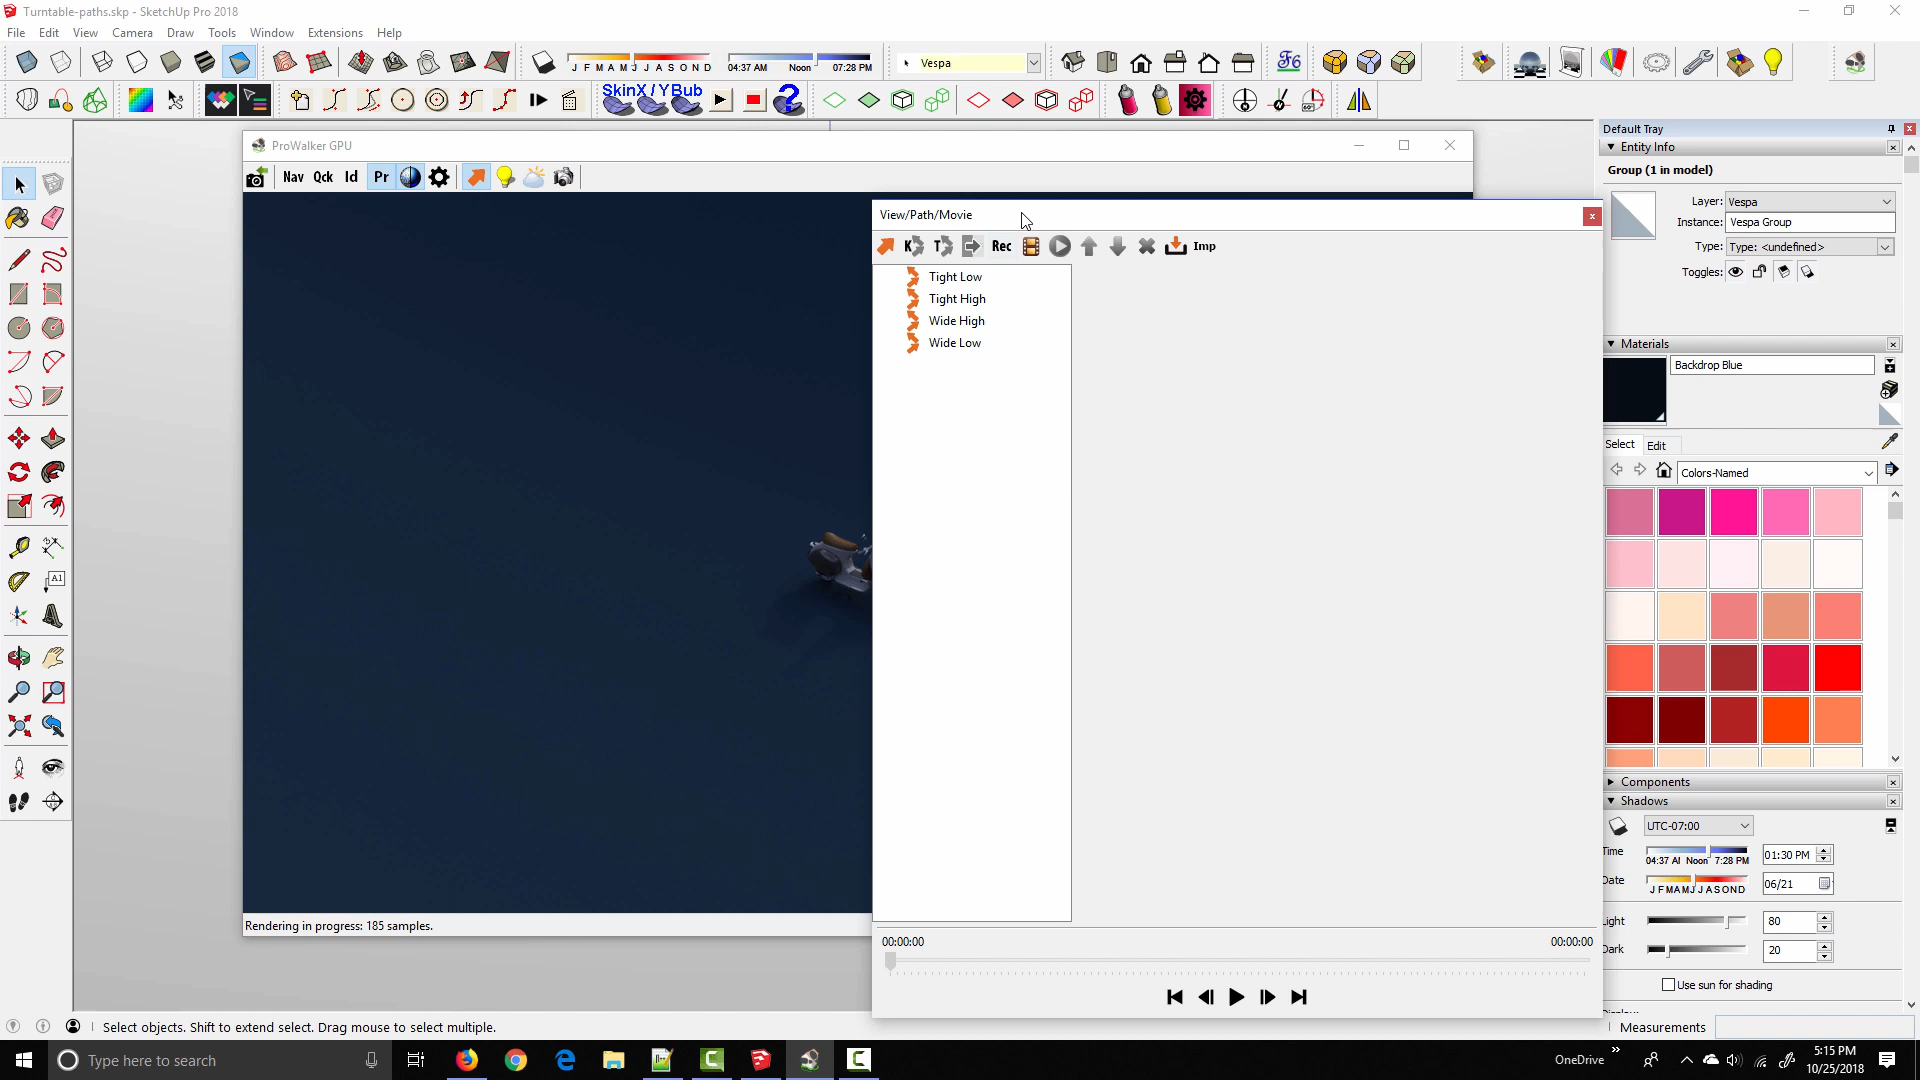 Turntable-paths.skp - SketchUp Pro 2018
File Edit View Camera Draw Tools Window Extensions Help
J F M A M J J A S O N D 04:37 AM Noon 07:28 PM Vespa
SkinX / YBub
ProWalker GPU
Nav Qck Id Pr
View/Path/Movie
K T Rec Imp
Tight Low
Tight High
Wide High
Wide Low
00:00:00 00:00:00
Rendering in progress: 185 samples.
Default Tray
Entity Info
Group (1 in model)
Layer: Vespa
Instance: Vespa Group
Type: Type: <undefined>
Toggles:
Materials
Backdrop Blue
Select Edit
Colors-Named
Components
Shadows
UTC-07:00
Time 04:37 AI Noon 7:28 PM 01:30 PM
Date J F M A M J J A S O N D 06/21
Light 80
Dark 20
Use sun for shading
A1
Select objects. Shift to extend select. Drag mouse to select multiple.
Measurements
Type here to search
OneDrive
5:15 PM
10/25/2018